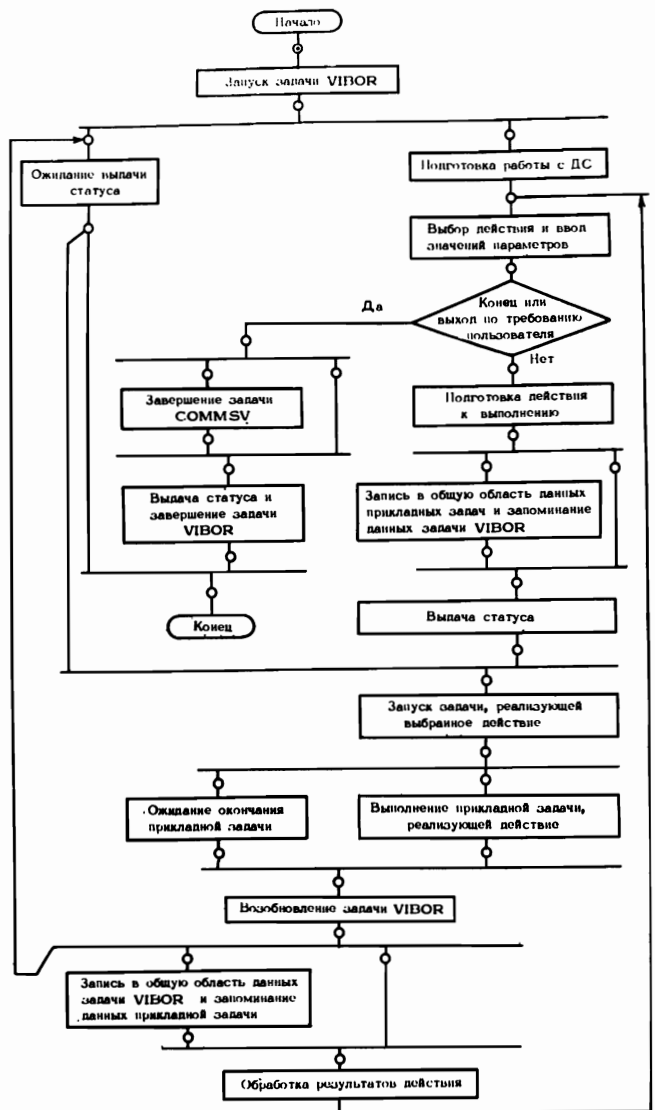 Начало
Запуск задачи VIBOR
Ожидание выдачи
статуса
Подготовка работы с ДС
Выбор действия и ввод
значений параметров
Конец или
выход по требованию
пользователя
Да
Нет
Завершение задачи
COMMSV
Подготовка действия
к выполнению
Выдача статуса и
завершение задачи
VIBOR
Запись в общую область данных
прикладных задач и запоминание
данных задачи VIBOR
Конец
Выдача статуса
Запуск задачи, реализующей
выбранное действие
Ожидание окончания
прикладной задачи
Выполнение прикладной задачи,
реализующей действие
Возобновление задачи VIBOR
Запись в общую область данных
задачи VIBOR и запоминание
данных прикладной задачи
Обработка результатов действия